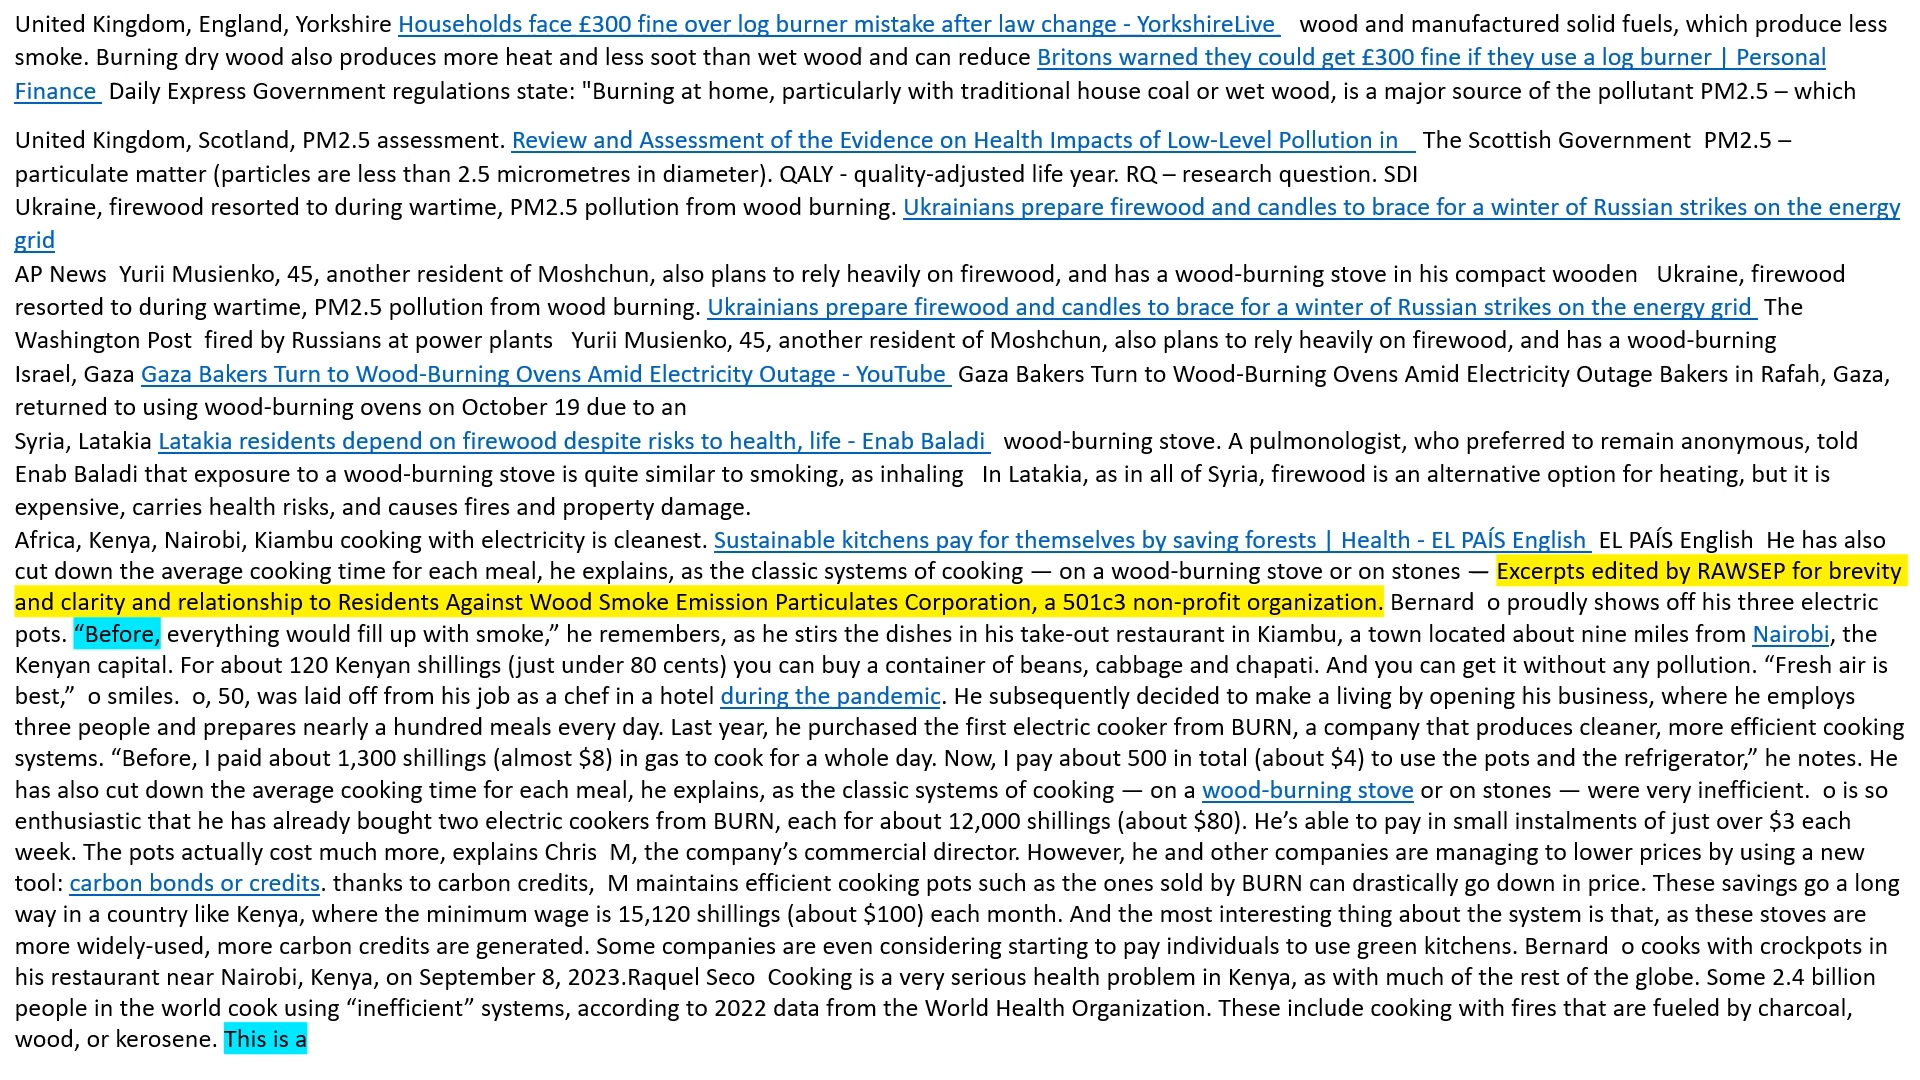 United Kingdom, England, Yorkshire Households face £300 fine over log burner mistake after law change - YorkshireLive wood and manufactured solid fuels, which produce less
smoke. Burning dry wood also produces more heat and less soot than wet wood and can reduce Britons warned they could get £300 fine if they use a log burner | Personal
Finance Daily Express Government regulations state: "Burning at home, particularly with traditional house coal or wet wood, is a major source of the pollutant PM2.5 – which
United Kingdom, Scotland, PM2.5 assessment. Review and Assessment of the Evidence on Health Impacts of Low-Level Pollution in The Scottish Government PM2.5 –
particulate matter (particles are less than 2.5 micrometres in diameter). QALY - quality-adjusted life year. RQ – research question. SDI
Ukraine, firewood resorted to during wartime, PM2.5 pollution from wood burning. Ukrainians prepare firewood and candles to brace for a winter of Russian strikes on the energy
grid
AP News Yurii Musienko, 45, another resident of Moshchun, also plans to rely heavily on firewood, and has a wood-burning stove in his compact wooden Ukraine, firewood
resorted to during wartime, PM2.5 pollution from wood burning. Ukrainians prepare firewood and candles to brace for a winter of Russian strikes on the energy grid The
Washington Post fired by Russians at power plants Yurii Musienko, 45, another resident of Moshchun, also plans to rely heavily on firewood, and has a wood-burning
Israel, Gaza Gaza Bakers Turn to Wood-Burning Ovens Amid Electricity Outage - YouTube Gaza Bakers Turn to Wood-Burning Ovens Amid Electricity Outage Bakers in Rafah, Gaza,
returned to using wood-burning ovens on October 19 due to an
Syria, Latakia Latakia residents depend on firewood despite risks to health, life - Enab Baladi wood-burning stove. A pulmonologist, who preferred to remain anonymous, told
Enab Baladi that exposure to a wood-burning stove is quite similar to smoking, as inhaling In Latakia, as in all of Syria, firewood is an alternative option for heating, but it is
expensive, carries health risks, and causes fires and property damage.
Africa, Kenya, Nairobi, Kiambu cooking with electricity is cleanest. Sustainable kitchens pay for themselves by saving forests | Health - EL PAÍS English EL PAÍS English He has also
cut down the average cooking time for each meal, he explains, as the classic systems of cooking — on a wood-burning stove or on stones — Excerpts edited by RAWSEP for brevity
and clarity and relationship to Residents Against Wood Smoke Emission Particulates Corporation, a 501c3 non-profit organization. Bernard o proudly shows off his three electric
pots. “Before, everything would fill up with smoke,” he remembers, as he stirs the dishes in his take-out restaurant in Kiambu, a town located about nine miles from Nairobi, the
Kenyan capital. For about 120 Kenyan shillings (just under 80 cents) you can buy a container of beans, cabbage and chapati. And you can get it without any pollution. “Fresh air is
best,” o smiles. o, 50, was laid off from his job as a chef in a hotel during the pandemic. He subsequently decided to make a living by opening his business, where he employs
three people and prepares nearly a hundred meals every day. Last year, he purchased the first electric cooker from BURN, a company that produces cleaner, more efficient cooking
systems. “Before, I paid about 1,300 shillings (almost $8) in gas to cook for a whole day. Now, I pay about 500 in total (about $4) to use the pots and the refrigerator,” he notes. He
has also cut down the average cooking time for each meal, he explains, as the classic systems of cooking — on a wood-burning stove or on stones — were very inefficient. o is so
enthusiastic that he has already bought two electric cookers from BURN, each for about 12,000 shillings (about $80). He’s able to pay in small instalments of just over $3 each
week. The pots actually cost much more, explains Chris M, the company’s commercial director. However, he and other companies are managing to lower prices by using a new
tool: carbon bonds or credits. thanks to carbon credits, M maintains efficient cooking pots such as the ones sold by BURN can drastically go down in price. These savings go a long
way in a country like Kenya, where the minimum wage is 15,120 shillings (about $100) each month. And the most interesting thing about the system is that, as these stoves are
more widely-used, more carbon credits are generated. Some companies are even considering starting to pay individuals to use green kitchens. Bernard o cooks with crockpots in
his restaurant near Nairobi, Kenya, on September 8, 2023.Raquel Seco Cooking is a very serious health problem in Kenya, as with much of the rest of the globe. Some 2.4 billion
people in the world cook using “inefficient” systems, according to 2022 data from the World Health Organization. These include cooking with fires that are fueled by charcoal,
wood, or kerosene. This is a